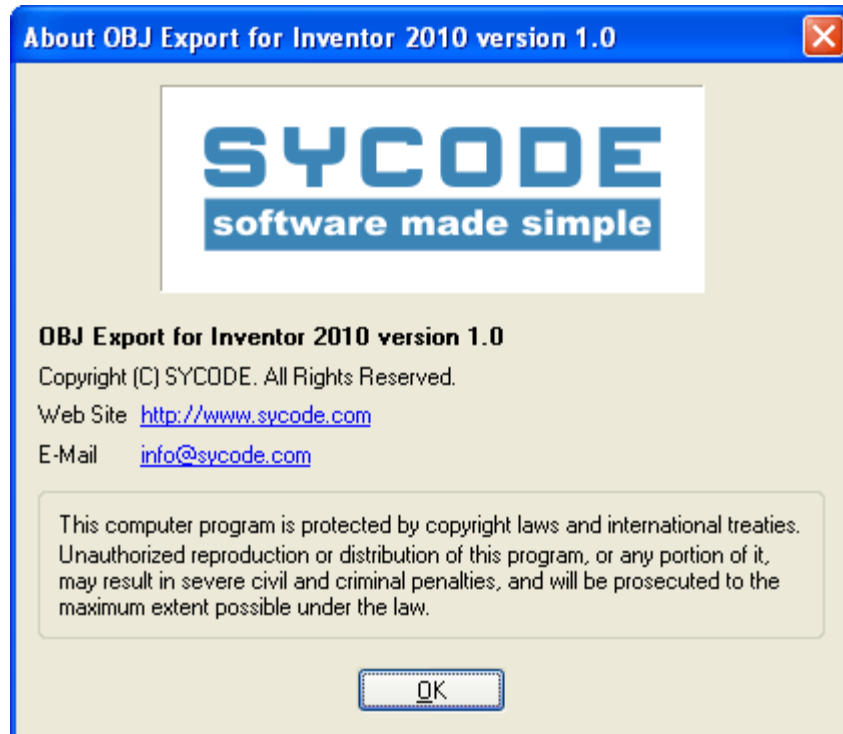 About OBJ Export for Inventor 2010 version 1.0
SYCODE
software made simple
OBJ Export for Inventor 2010 version 1.0
Copyright (C) SYCODE. All Rights Reserved.
Web Site http://www.sycode.com
E-Mail info@sycode.com
This computer program is protected by copyright laws and international treaties.
Unauthorized reproduction or distribution of this program, or any portion of it,
may result in severe civil and criminal penalties, and will be prosecuted to the
maximum extent possible under the law.
OK